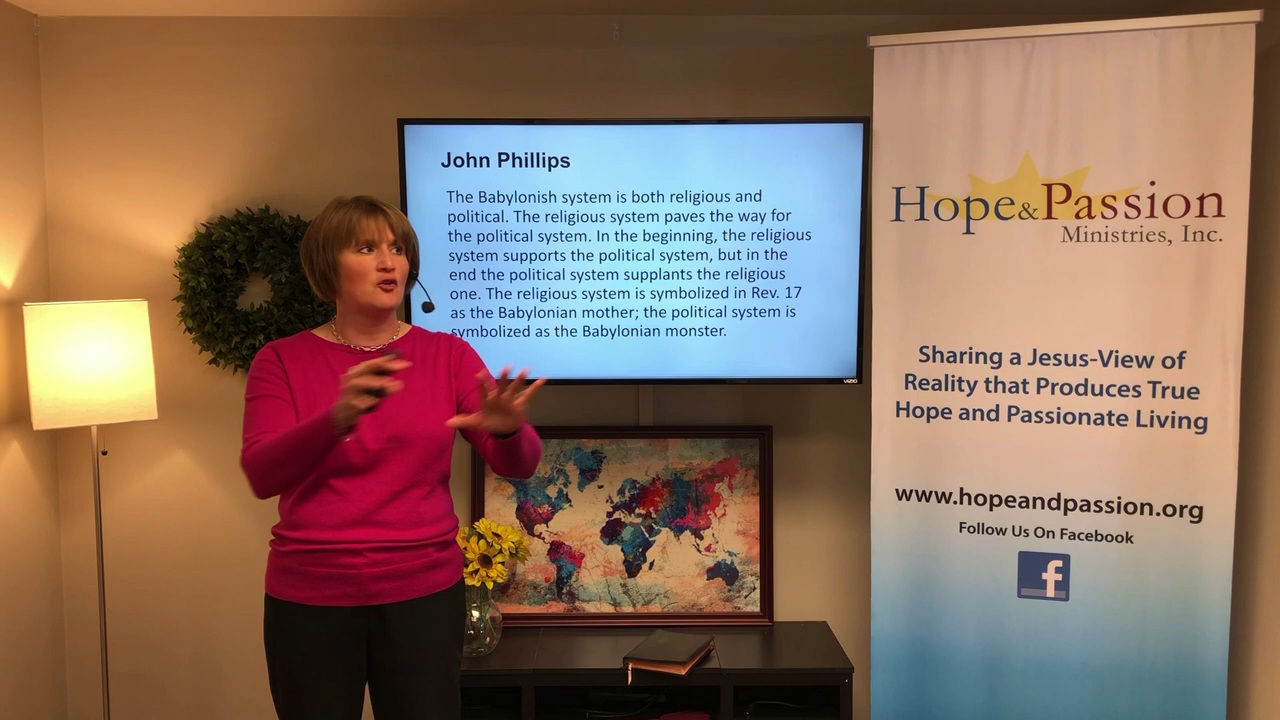 John Phillips
The Babylonish system is both religious and
political. The religious system paves the way for
the political system. In the beginning, the religious
system supports the political system, but in the
end the political system supplants the religious
one. The religious system is symbolized in Rev. 17
as the Babylonian mother; the political system is
symbolized as the Babylonian monster.
VIZIO
Hope&Passion
Ministries, Inc.
Sharing a Jesus-View of
Reality that Produces True
Hope and Passionate Living
www.hopeandpassion.org
Follow Us On Facebook
f